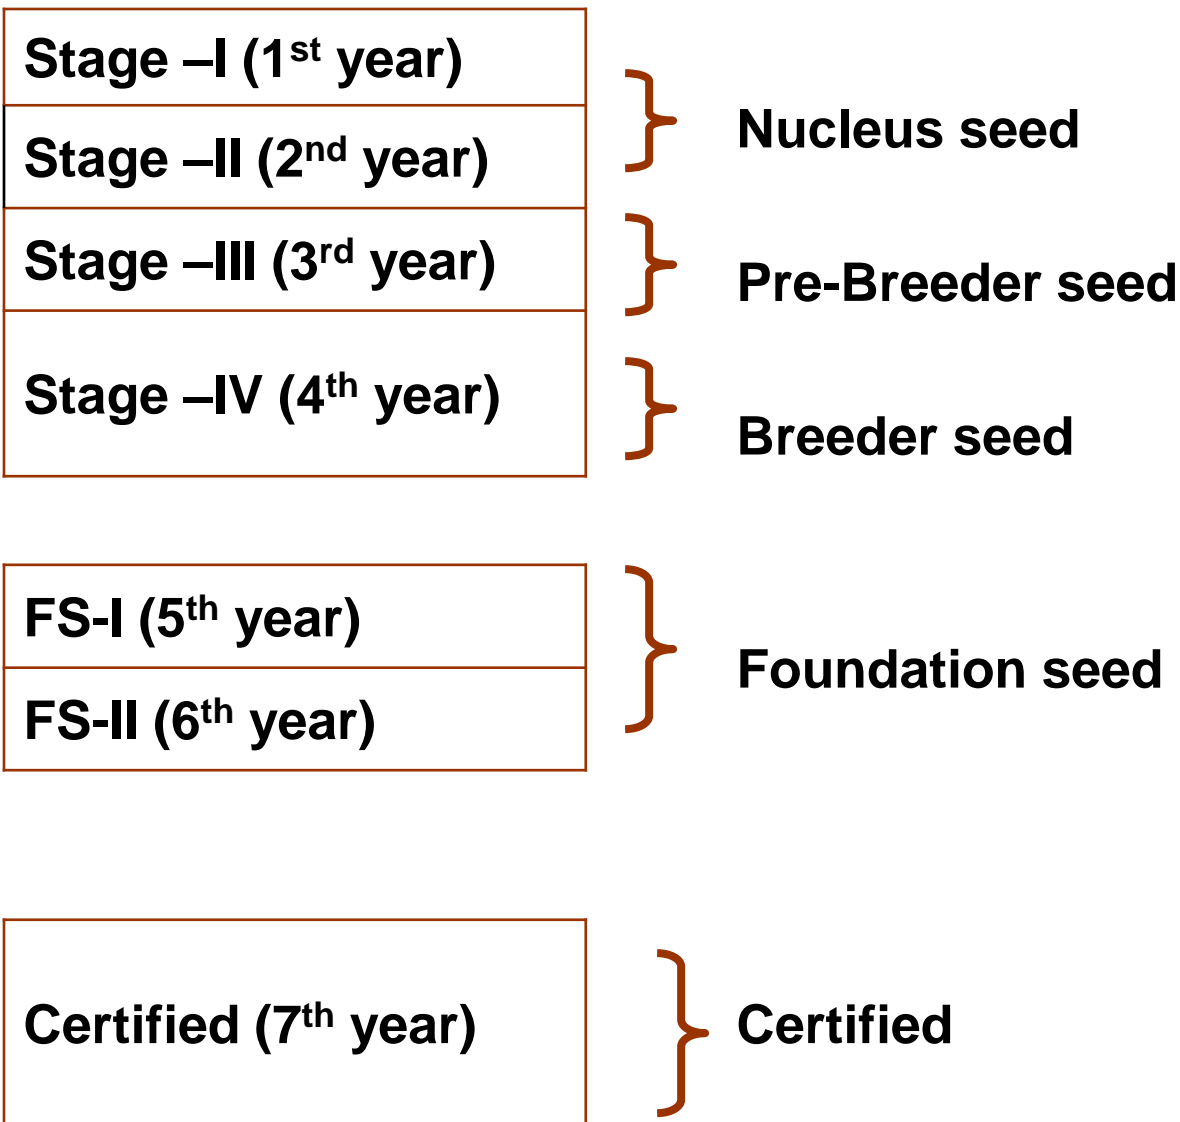 Stage –I (1st year)
Nucleus seed
Stage –II (2nd year)
Stage –III (3rd year)
Pre-Breeder seed
Stage –IV (4th year)
Breeder seed
FS-I (5th year)
Foundation seed
FS-II (6th year)
Certified (7th year)
Certified